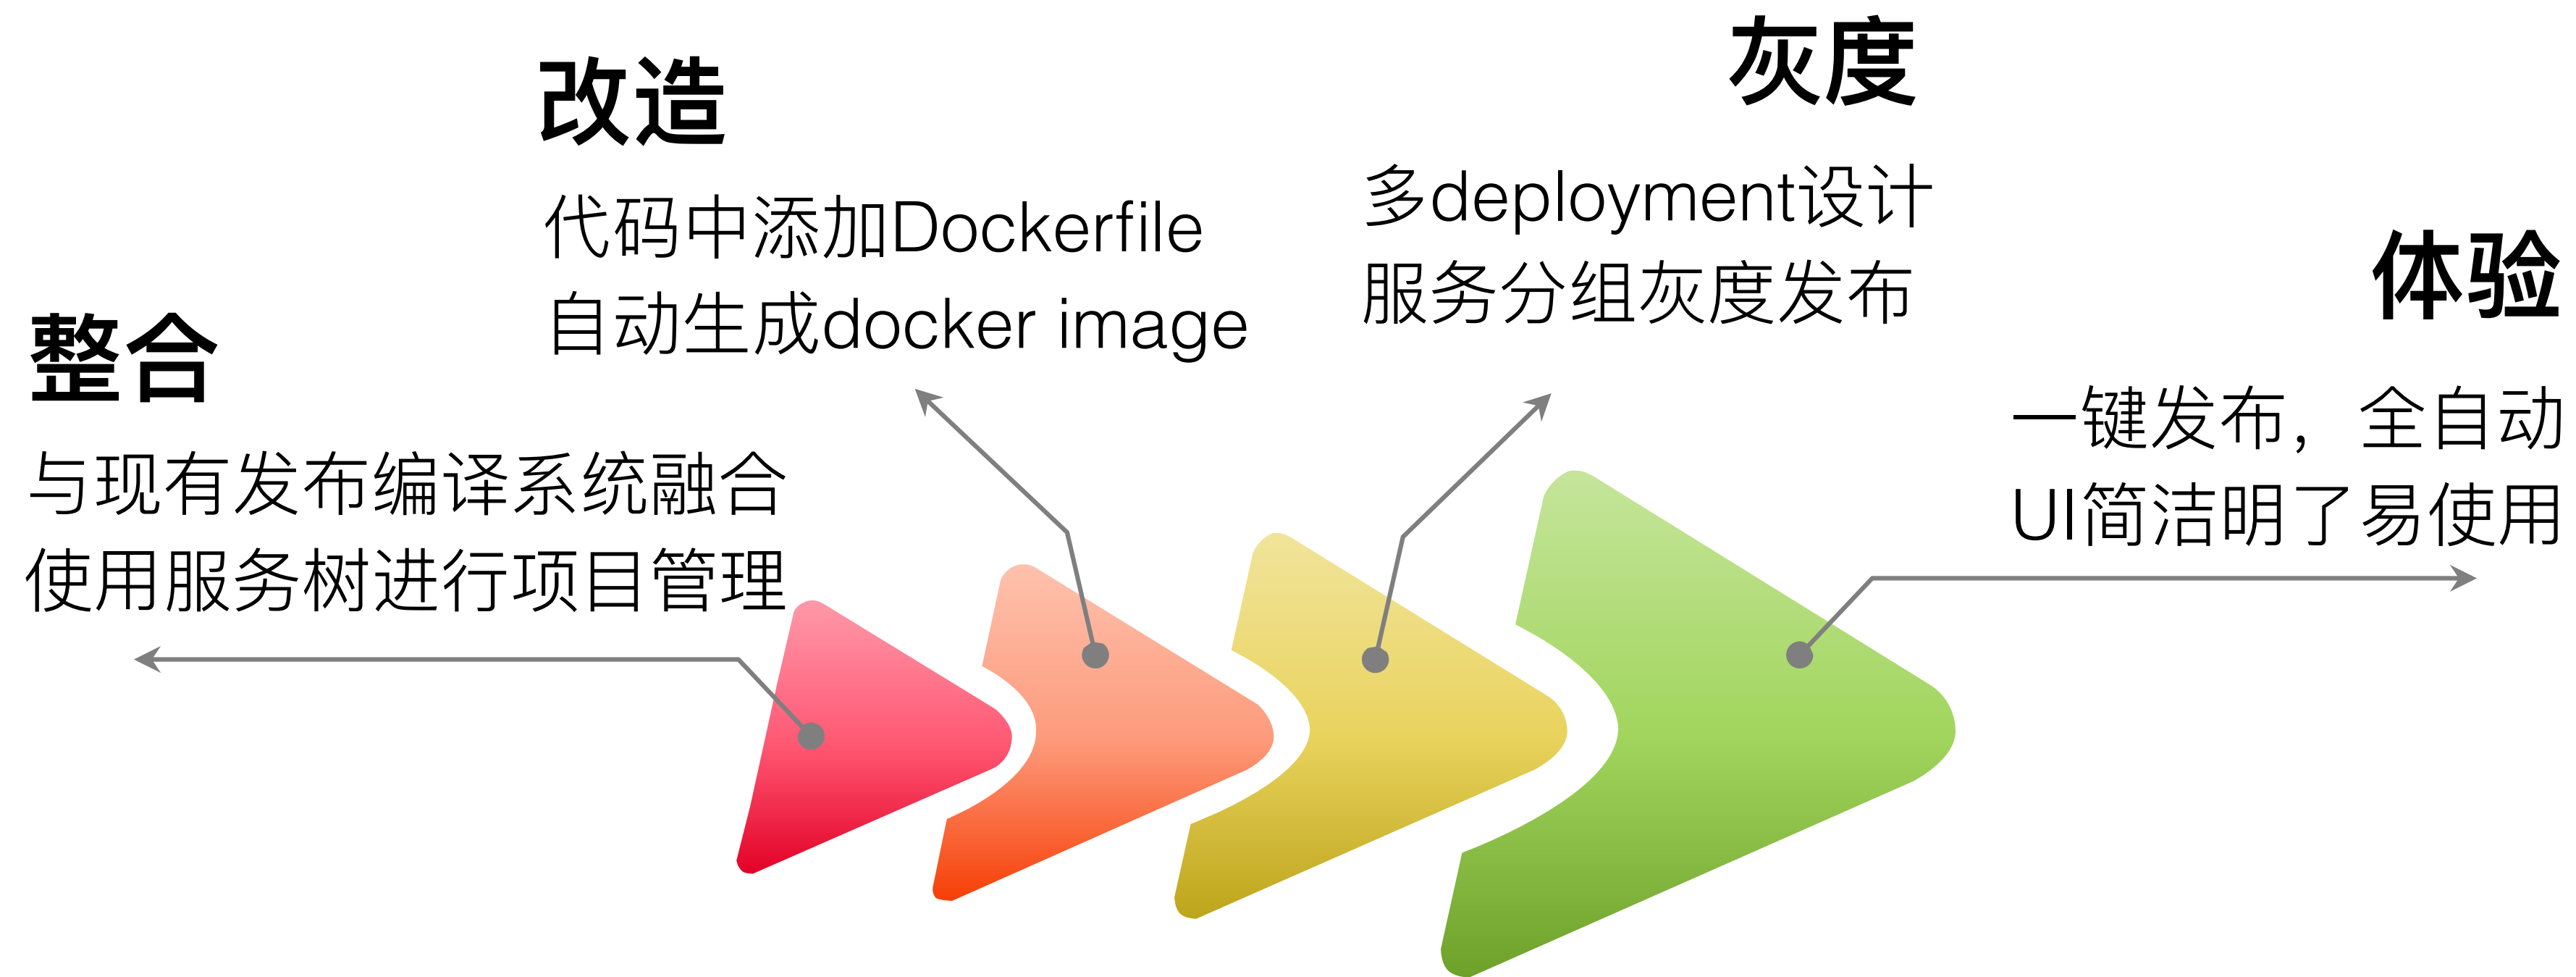 整合
与现有发布编译系统融合
使用服务树进行项目管理
改造
代码中添加Dockerfile
自动生成docker image
灰度
多deployment设计
服务分组灰度发布
体验
一键发布，全自动
UI简洁明了易使用